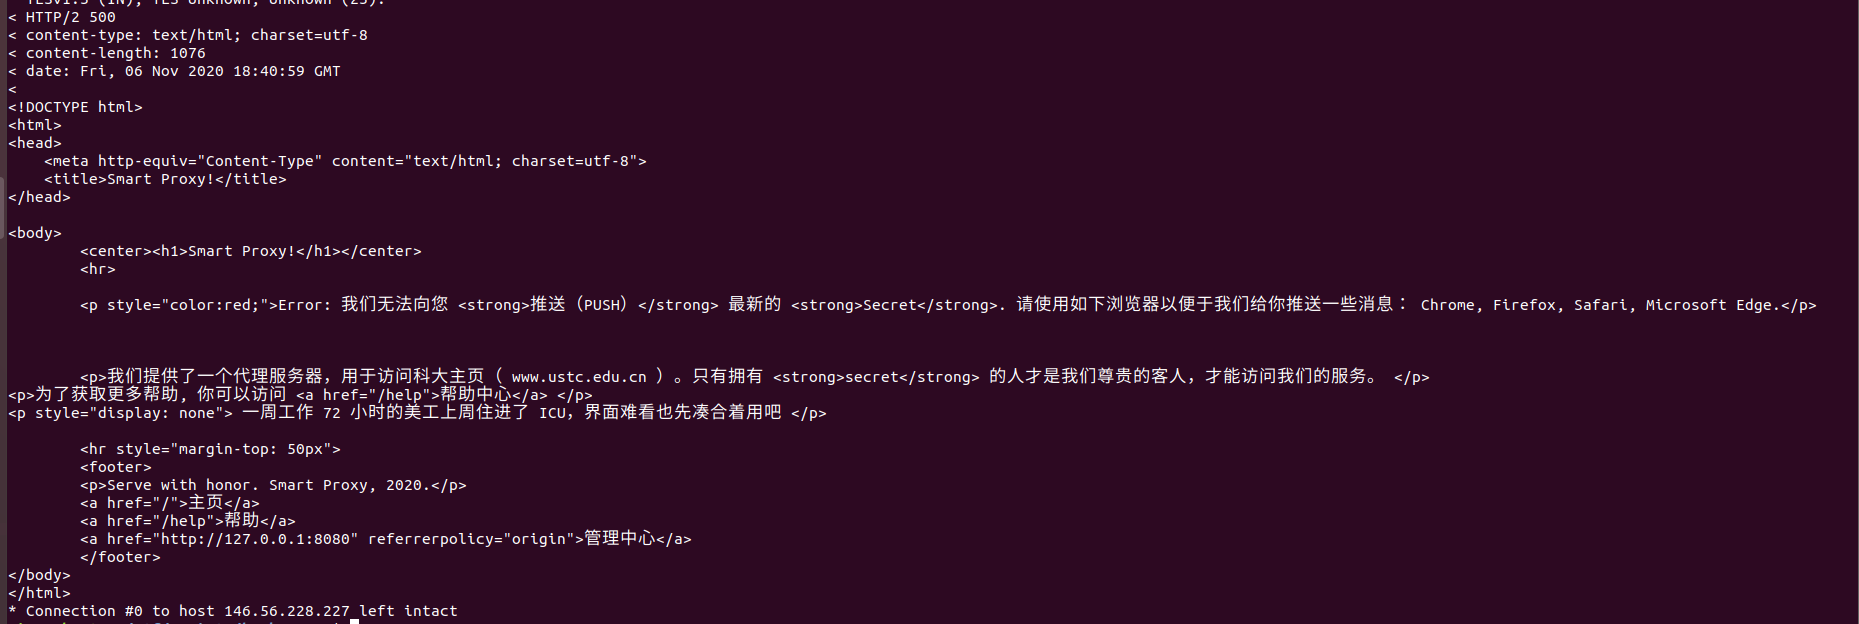 < HTTP/2 500
< content-type: text/html; charset=utf-8
< content-length: 1076
< date: Fri, 06 Nov 2020 18:40:59 GMT
<
<!DOCTYPE html>
<html>
<head>
    <meta http-equiv="Content-Type" content="text/html; charset=utf-8">
    <title>Smart Proxy!</title>
</head>
<body>
        <center><h1>Smart Proxy!</h1></center>
        <hr>
        <p style="color:red;">Error: 我们无法向您 <strong>推送（PUSH）</strong> 最新的 <strong>Secret</strong>. 请使用如下浏览器以便于我们给你推送一些消息： Chrome, Firefox, Safari, Microsoft Edge.</p>
        <p>我们提供了一个代理服务器，用于访问科大主页（ www.ustc.edu.cn ）。只有拥有 <strong>secret</strong> 的人才是我们尊贵的客人，才能访问我们的服务。 </p>
<p>为了获取更多帮助, 你可以访问 <a href="/help">帮助中心</a> </p>
<p style="display: none"> 一周工作 72 小时的美工上周住进了 ICU，界面难看也先凑合着用吧 </p>
        <hr style="margin-top: 50px">
        <footer>
        <p>Serve with honor. Smart Proxy, 2020.</p>
        <a href="/">主页</a>
        <a href="/help">帮助</a>
        <a href="http://127.0.0.1:8080" referrerpolicy="origin">管理中心</a>
        </footer>
</body>
</html>
* Connection #0 to host 146.56.228.227 left intact